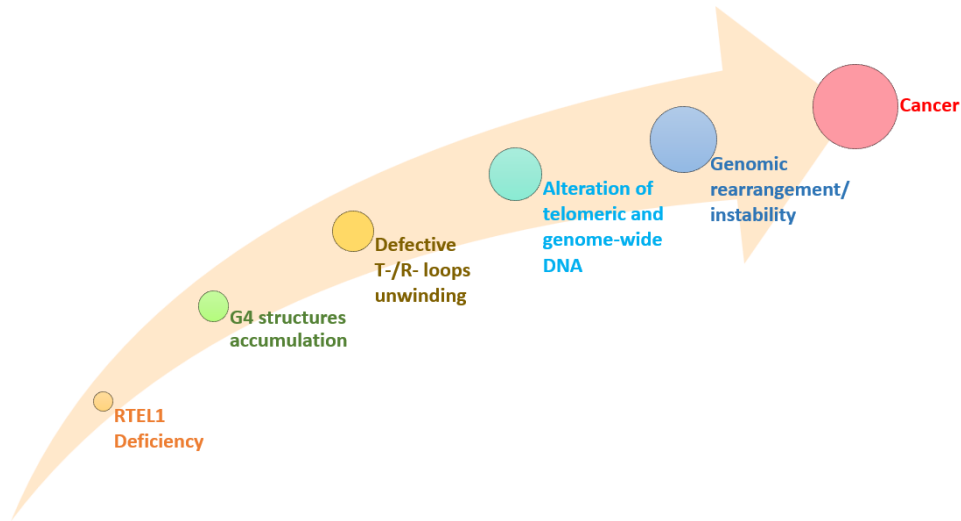 RTEL1
Deficiency
G4 structures
accumulation
Defective
T-/R- loops
unwinding
Alteration of
telomeric and
genome-wide
DNA
Genomic
rearrangement/
instability
Cancer